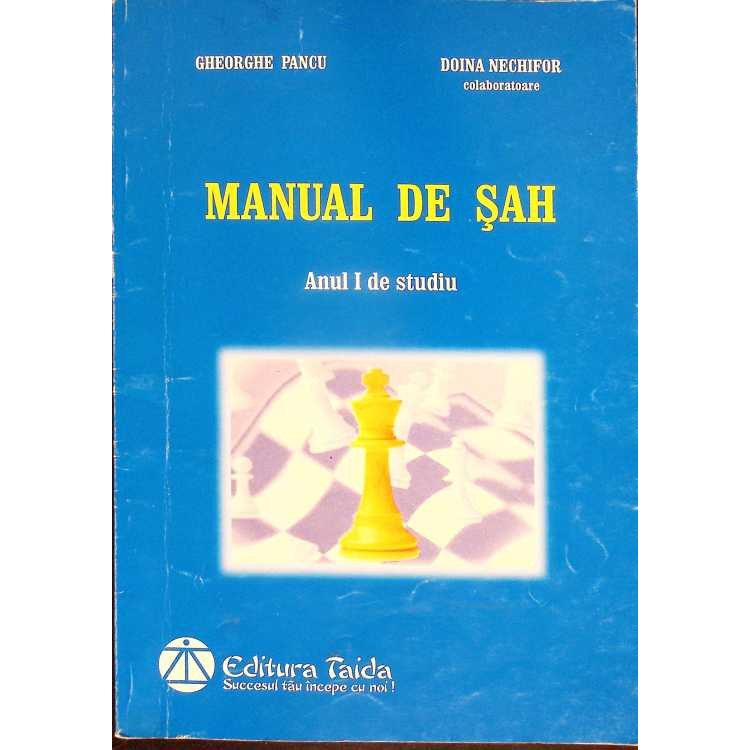 GHEORGHE PANCU
DOINA NECHIFOR
colaboratoare
MANUAL DE ŞAH
Anul I de studiu
Editura Taida
Succesul tău începe cu noi!